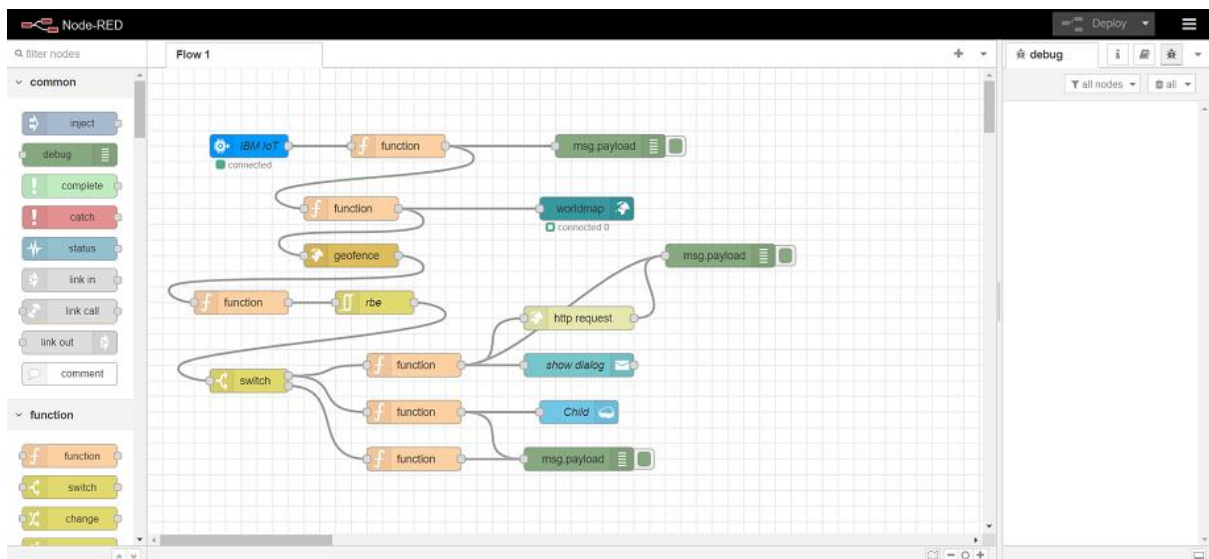 Node-RED
Deploy
filter nodes
Flow 1
debug
i
all nodes
all
common
inject
debug
complete
catch
status
link in
link call
link out
comment
function
function
switch
change
IBM IoT
connected
function
msg.payload
function
worldmap
connected 0
geofence
msg.payload
function
rbe
http request
switch
function
show dialog
function
Child
function
msg.payload